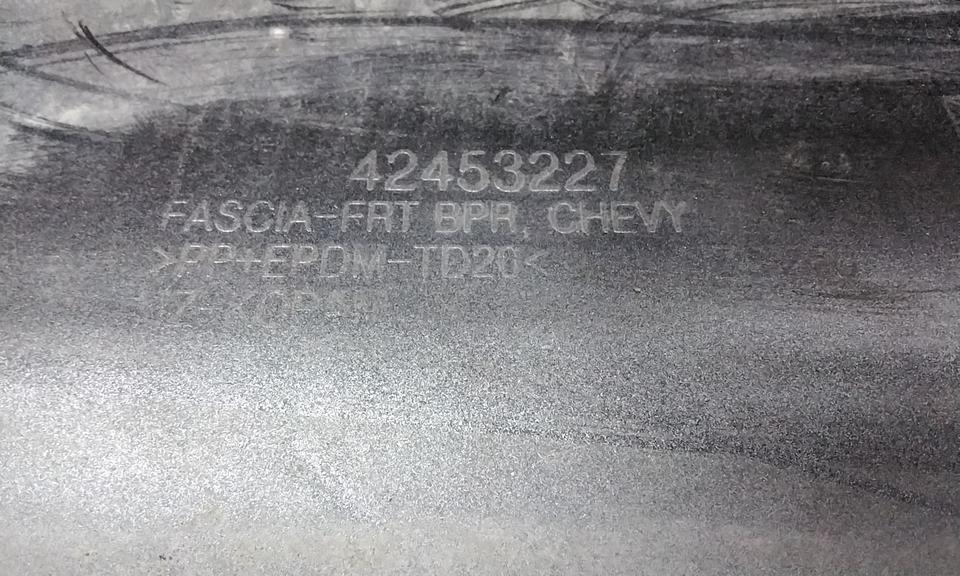 42453227
FASCIA-FRT BPR, CHEVY
>PP+EPDM-TD20<